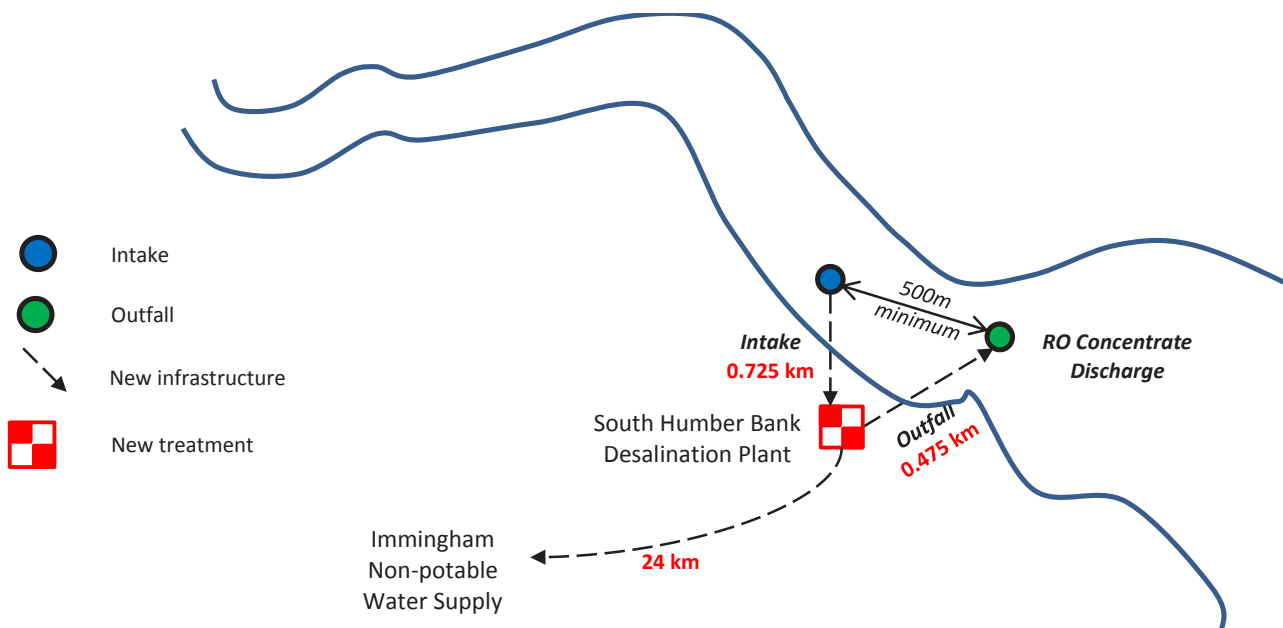 Intake
Outfall
New infrastructure
New treatment
500m
minimum
Intake
0.725 km
RO Concentrate
Discharge
South Humber Bank
Desalination Plant
Outfall
0.475 km
24 km
Immingham
Non-potable
Water Supply